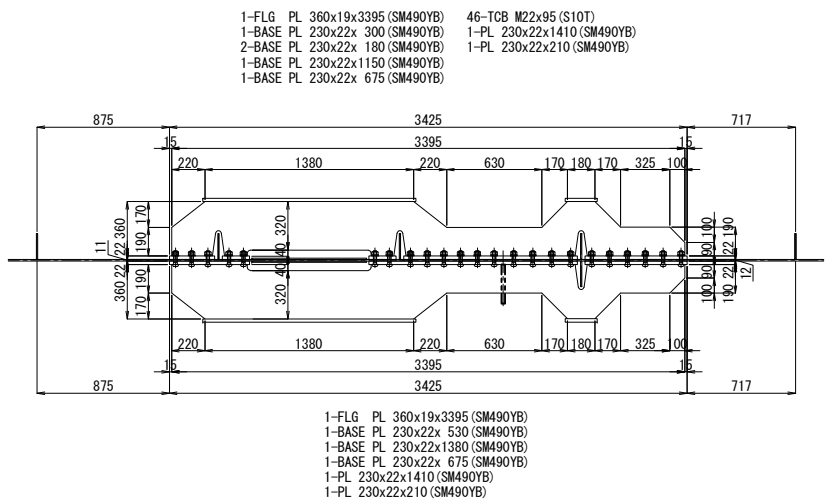 1-FLG PL 360x19x3395(SM490YB) 46-TCB M22x95(S10T)
1-BASE PL 230x22x 300(SM490YB) 1-PL 230x22x1410(SM490YB)
2-BASE PL 230x22x 180(SM490YB) 1-PL 230x22x210(SM490YB)
1-BASE PL 230x22x1150(SM490YB)
1-BASE PL 230x22x 675(SM490YB)
875 3425 717
15 3395 15
220 1380 220 630 170 180 170 325 100
360 170 320 100 190
11 22 190 40 90 22
22 190 40 90 22 12
360 170 320 100 190
220 1380 220 630 170 180 170 325 100
15 3395 15
875 3425 717
1-FLG PL 360x19x3395(SM490YB)
1-BASE PL 230x22x 530(SM490YB)
1-BASE PL 230x22x1380(SM490YB)
1-BASE PL 230x22x 675(SM490YB)
1-PL 230x22x1410(SM490YB)
1-PL 230x22x210(SM490YB)